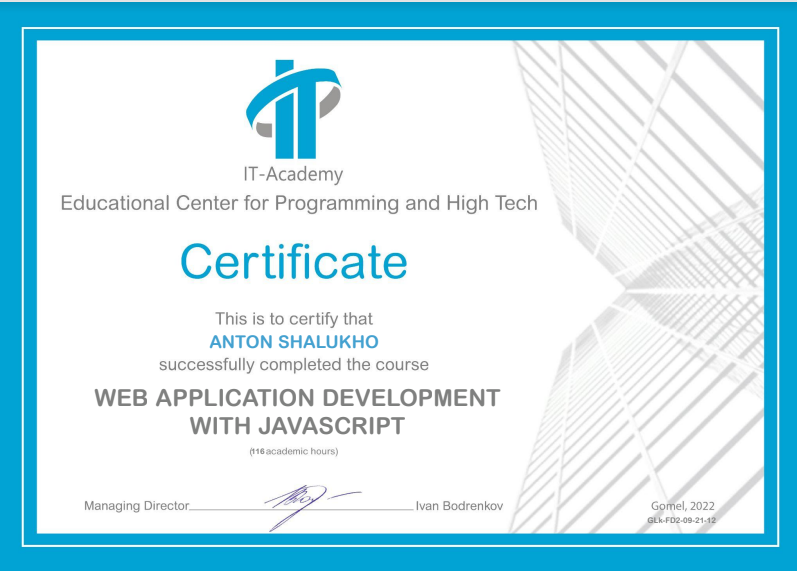 iT
IT-Academy
Educational Center for Programming and High Tech
Certificate
This is to certify that
ANTON SHALUKHO
successfully completed the course
WEB APPLICATION DEVELOPMENT
WITH JAVASCRIPT
(116 academic hours)
Managing Director Ivan Bodrenkov
Gomel, 2022
GLk-FD2-09-21-12